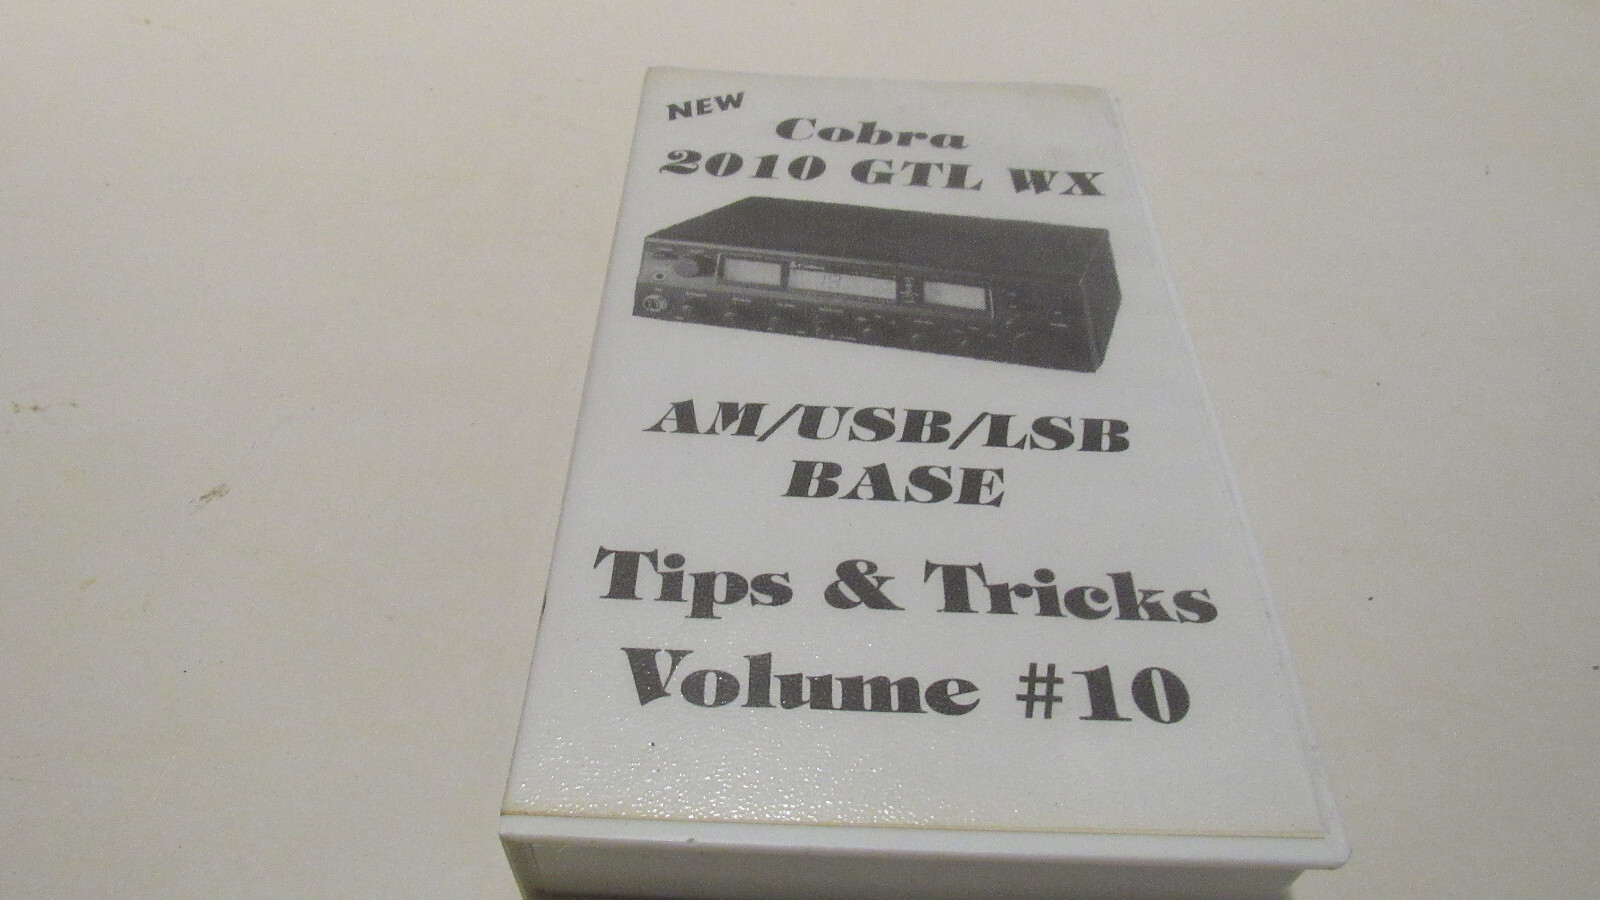 NEW
Cobra
2010 GTL WX
AM/USB/LSB
BASE
Tips & Tricks
Volume #10